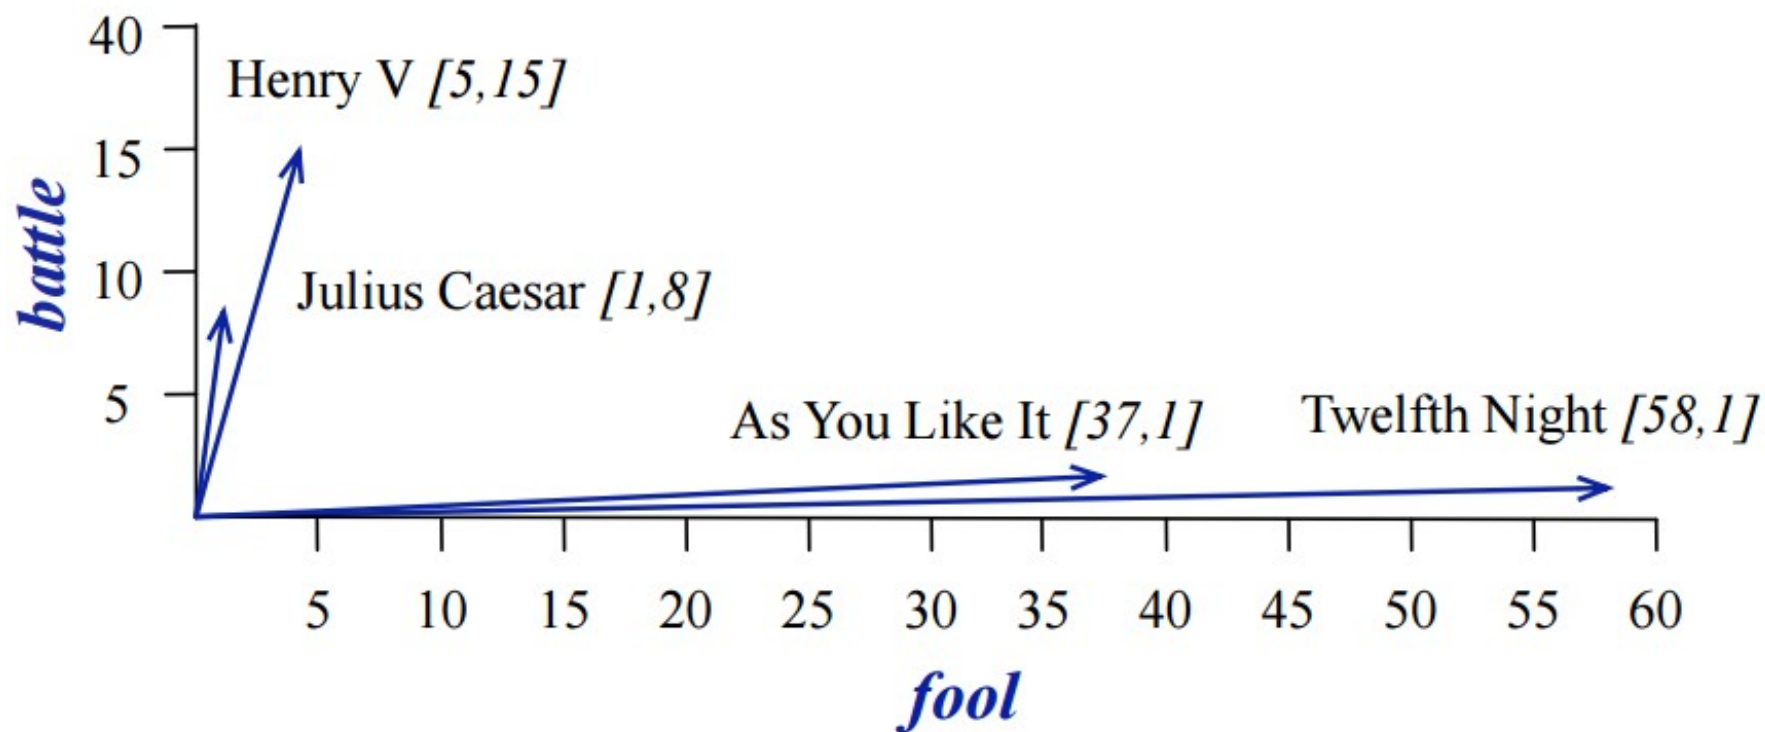 40
Henry V [5,15]
15
battle
10
Julius Caesar [1,8]
5
As You Like It [37,1]
Twelfth Night [58,1]
5 10 15 20 25 30 35 40 45 50 55 60
fool